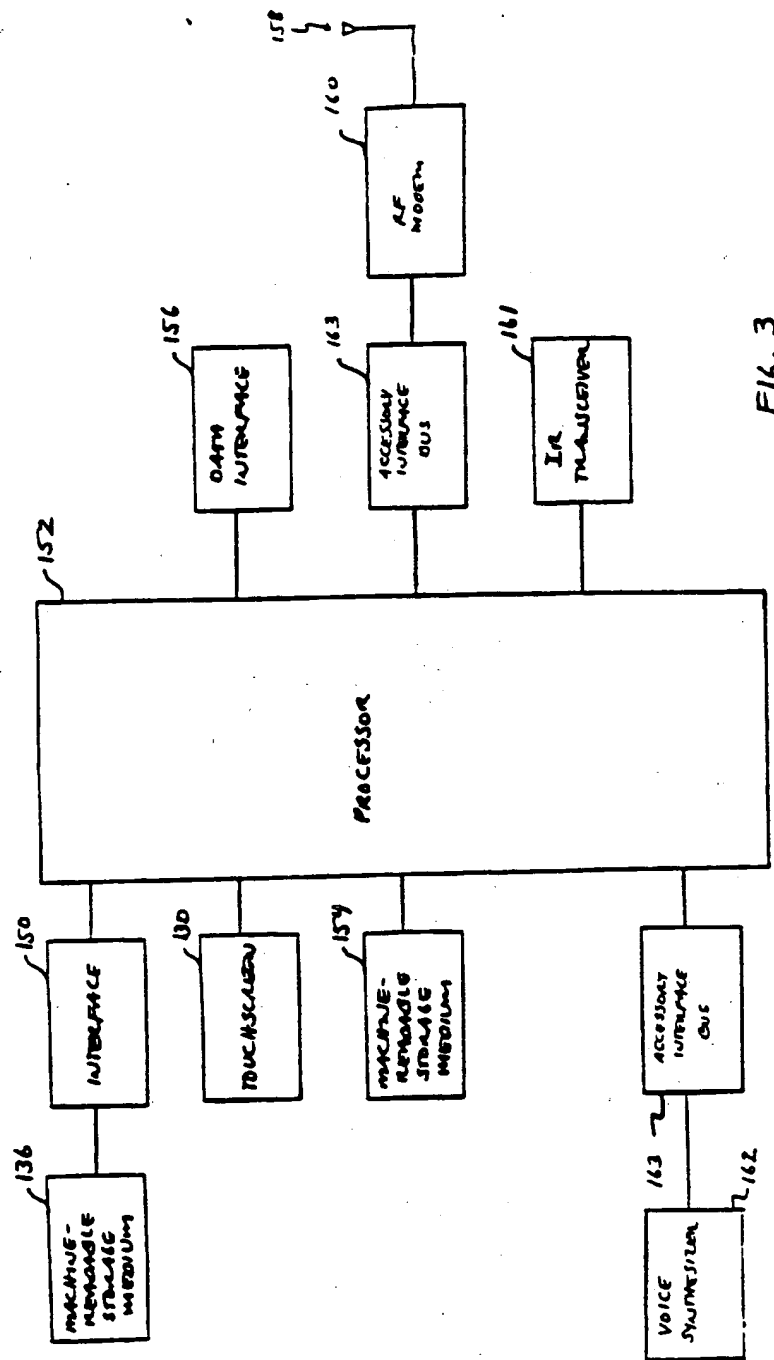 136
MACHINE-
READABLE
STORAGE
MEDIUM
150
INTERFACE
130
TOUCHSCREEN
154
MACHINE-
READABLE
STORAGE
MEDIUM
163
ACCESSORY
INTERFACE
BUS
162
VOICE
SYNTHESIZER
152
PROCESSOR
156
DATA
INTERFACE
163
ACCESSORY
INTERFACE
BUS
160
RF
MODEM
158
161
IR
TRANSCEIVER
FIG. 3